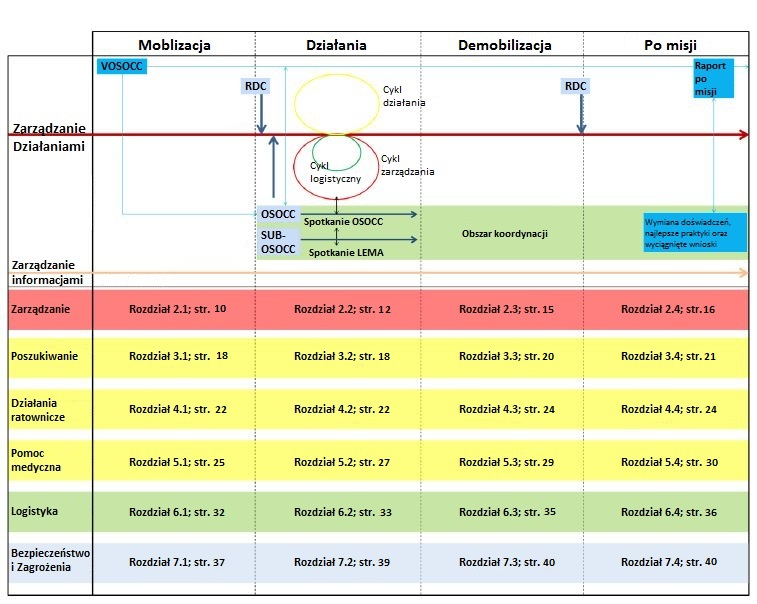 Moblizacja
Działania
Demobilizacja
Po misji
VOSOCC
Raport
po
misji
RDC
RDC
Cykl
działania
Zarządzanie
Działaniami
Cykl
logistyczny
Cykl
zarządzania
OSOCC
Spotkanie OSOCC
SUB-
OSOCC
Spotkanie LEMA
Obszar koordynacji
Wymiana doświadczeń,
najlepsze praktyki oraz
wyciągnięte wnioski
Zarządzanie
informacjami
Zarządzanie
Rozdział 2.1; str. 10
Rozdział 2.2; str. 12
Rozdział 2.3; str. 15
Rozdział 2.4; str. 16
Poszukiwanie
Rozdział 3.1; str. 18
Rozdział 3.2; str. 18
Rozdział 3.3; str. 20
Rozdział 3.4; str. 21
Działania
ratownicze
Rozdział 4.1; str. 22
Rozdział 4.2; str. 22
Rozdział 4.3; str. 24
Rozdział 4.4; str. 24
Pomoc
medyczna
Rozdział 5.1; str. 25
Rozdział 5.2; str. 27
Rozdział 5.3; str. 29
Rozdział 5.4; str. 30
Logistyka
Rozdział 6.1; str. 32
Rozdział 6.2; str. 33
Rozdział 6.3; str. 35
Rozdział 6.4; str. 36
Bezpieczeństwo
i Zagrożenia
Rozdział 7.1; str. 37
Rozdział 7.2; str. 39
Rozdział 7.3; str. 40
Rozdział 7.4; str. 40